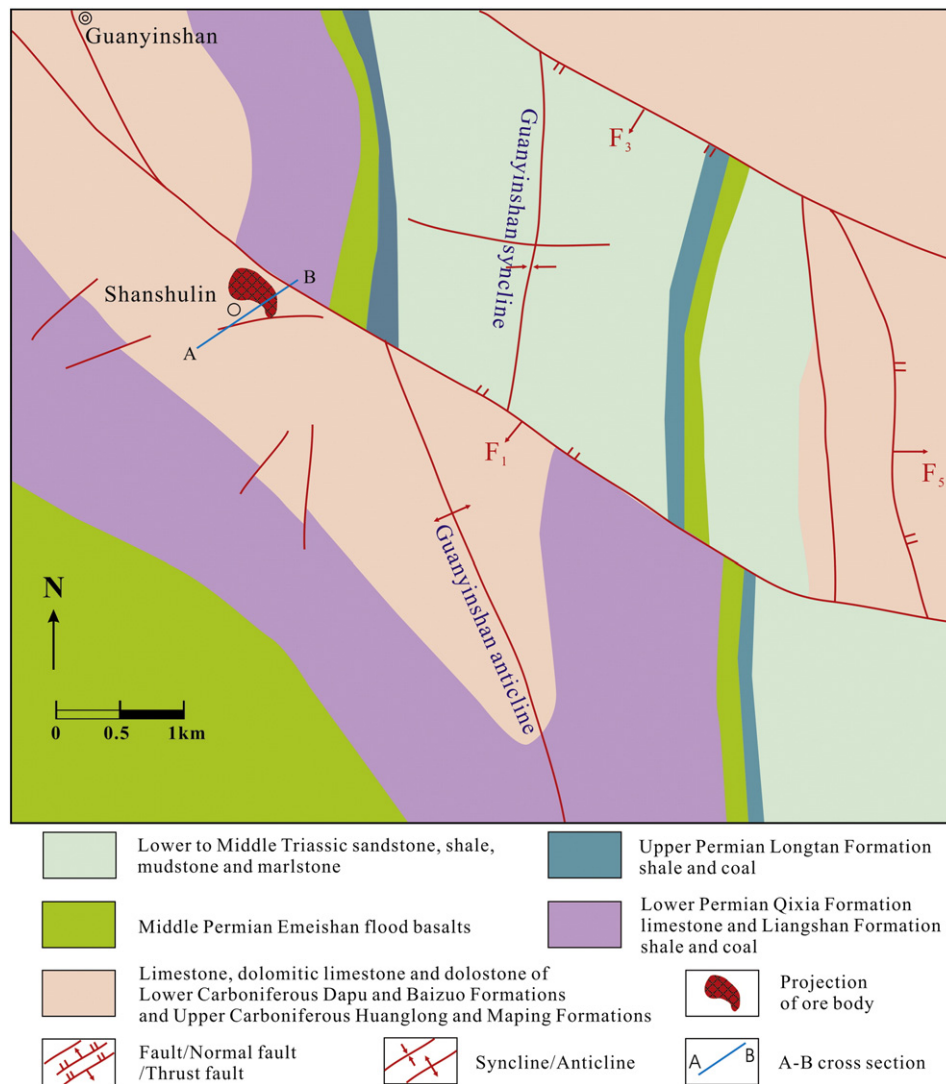 Guanyinshan
Guanyinshan syncline
F3
B
Shanshulin
A
F1
F5
Guanyinshan anticline
N
0 0.5 1km
Lower to Middle Triassic sandstone, shale,
mudstone and marlstone
Upper Permian Longtan Formation
shale and coal
Middle Permian Emeishan flood basalts
Lower Permian Qixia Formation
limestone and Liangshan Formation
shale and coal
Limestone, dolomitic limestone and dolostone of
Lower Carboniferous Dapu and Baizuo Formations
and Upper Carboniferous Huanglong and Maping Formations
Projection
of ore body
Fault/Normal fault
/Thrust fault
Syncline/Anticline
A B
A-B cross section